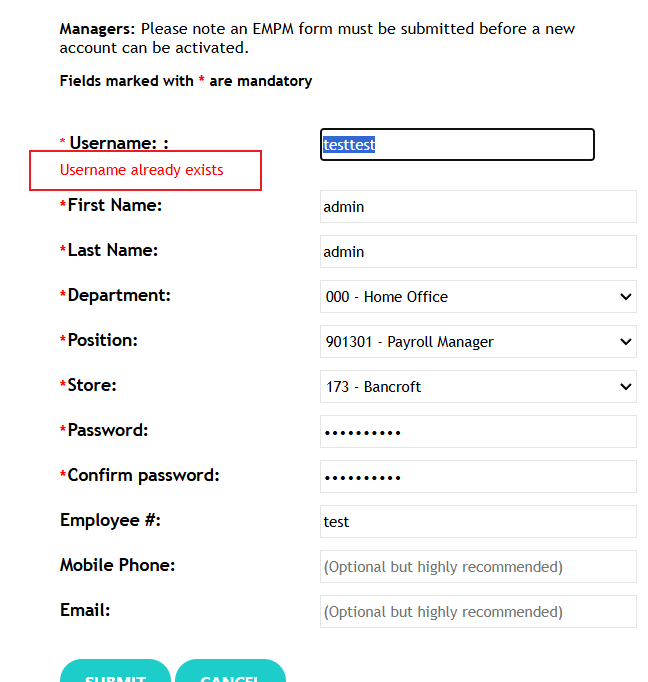 Managers: Please note an EMPM form must be submitted before a new
account can be activated.
Fields marked with * are mandatory
* Username: : testtest
Username already exists
*First Name: admin
*Last Name: admin
*Department: 000 - Home Office
*Position: 901301 - Payroll Manager
*Store: 173 - Bancroft
*Password: ••••••••••
*Confirm password: ••••••••••
Employee #: test
Mobile Phone: (Optional but highly recommended)
Email: (Optional but highly recommended)
SUBMIT CANCEL